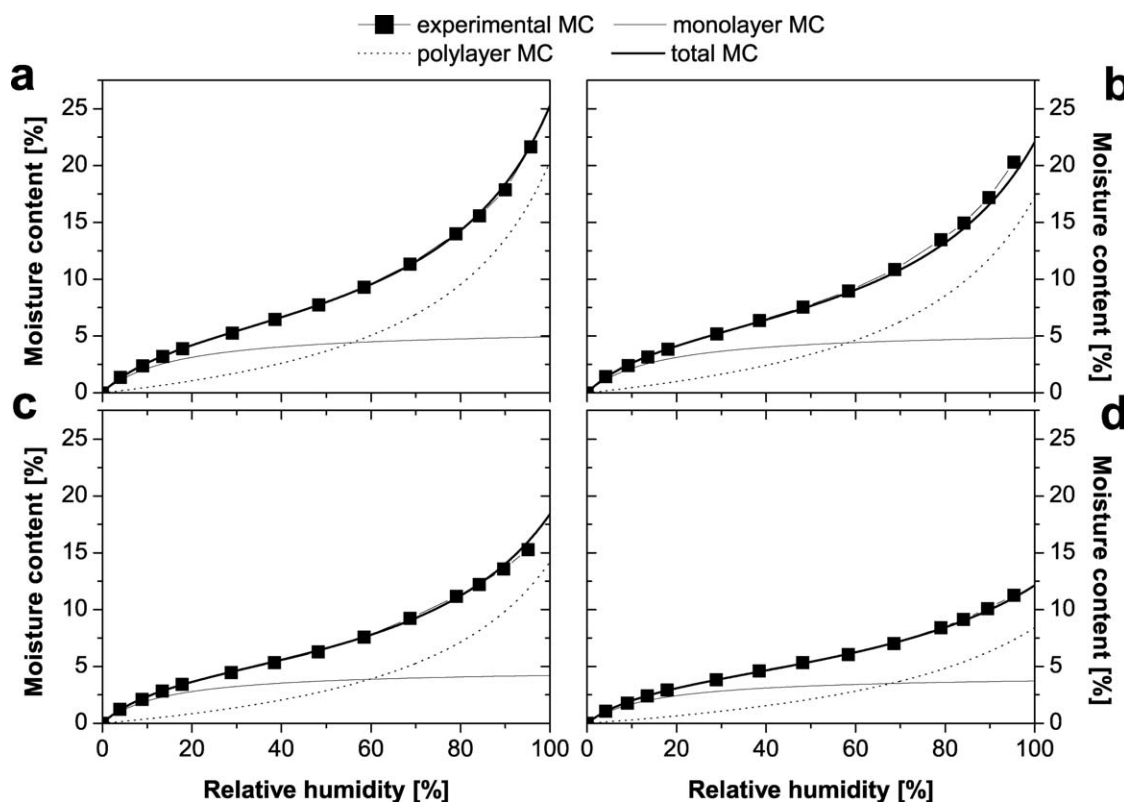 experimental MC monolayer MC
polylayer MC total MC
a
b
25
20
15
10
5
0
Moisture content [%]
25
20
15
10
5
0
Moisture content [%]
c
d
25
20
15
10
5
0
Moisture content [%]
25
20
15
10
5
0
Moisture content [%]
0 20 40 60 80 100
0 20 40 60 80 100
Relative humidity [%]
Relative humidity [%]